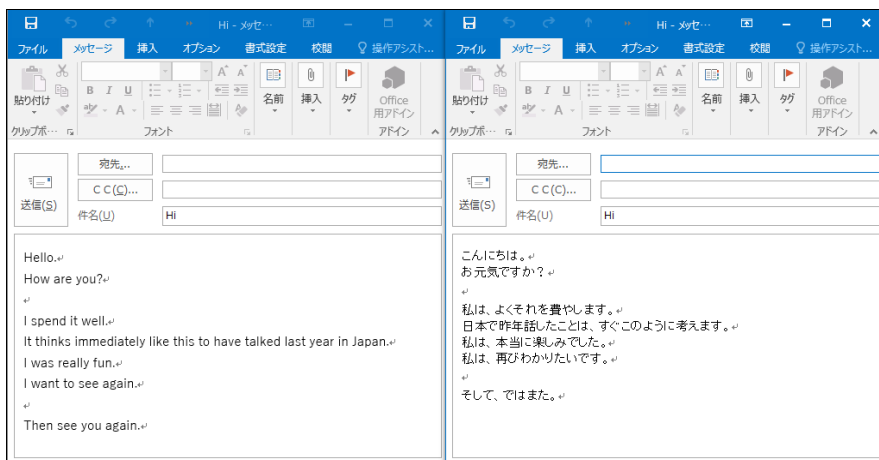 Hi - メッセ…
ファイル メッセージ 挿入 オプション 書式設定 校閲 操作アシスト...
貼り付け
B I U
A A
aby A
名前
挿入
タグ
Office
用アドイン
クリップボ… フォント アドイン
送信(S)
宛先...
C C(C)...
件名(U) Hi
Hello.
How are you?
I spend it well.
It thinks immediately like this to have talked last year in Japan.
I was really fun.
I want to see again.
Then see you again.
Hi - メッセ…
ファイル メッセージ 挿入 オプション 書式設定 校閲 操作アシスト...
貼り付け
B I U
A A
aby A
名前
挿入
タグ
Office
用アドイン
クリップボ… フォント アドイン
送信(S)
宛先...
C C(C)...
件名(U) Hi
こんにちは。
お元気ですか？
私は、よくそれを費やします。
日本で昨年話したことは、すぐこのように考えます。
私は、本当に楽しみでした。
私は、再びわかりたいです。
そして、ではまた。